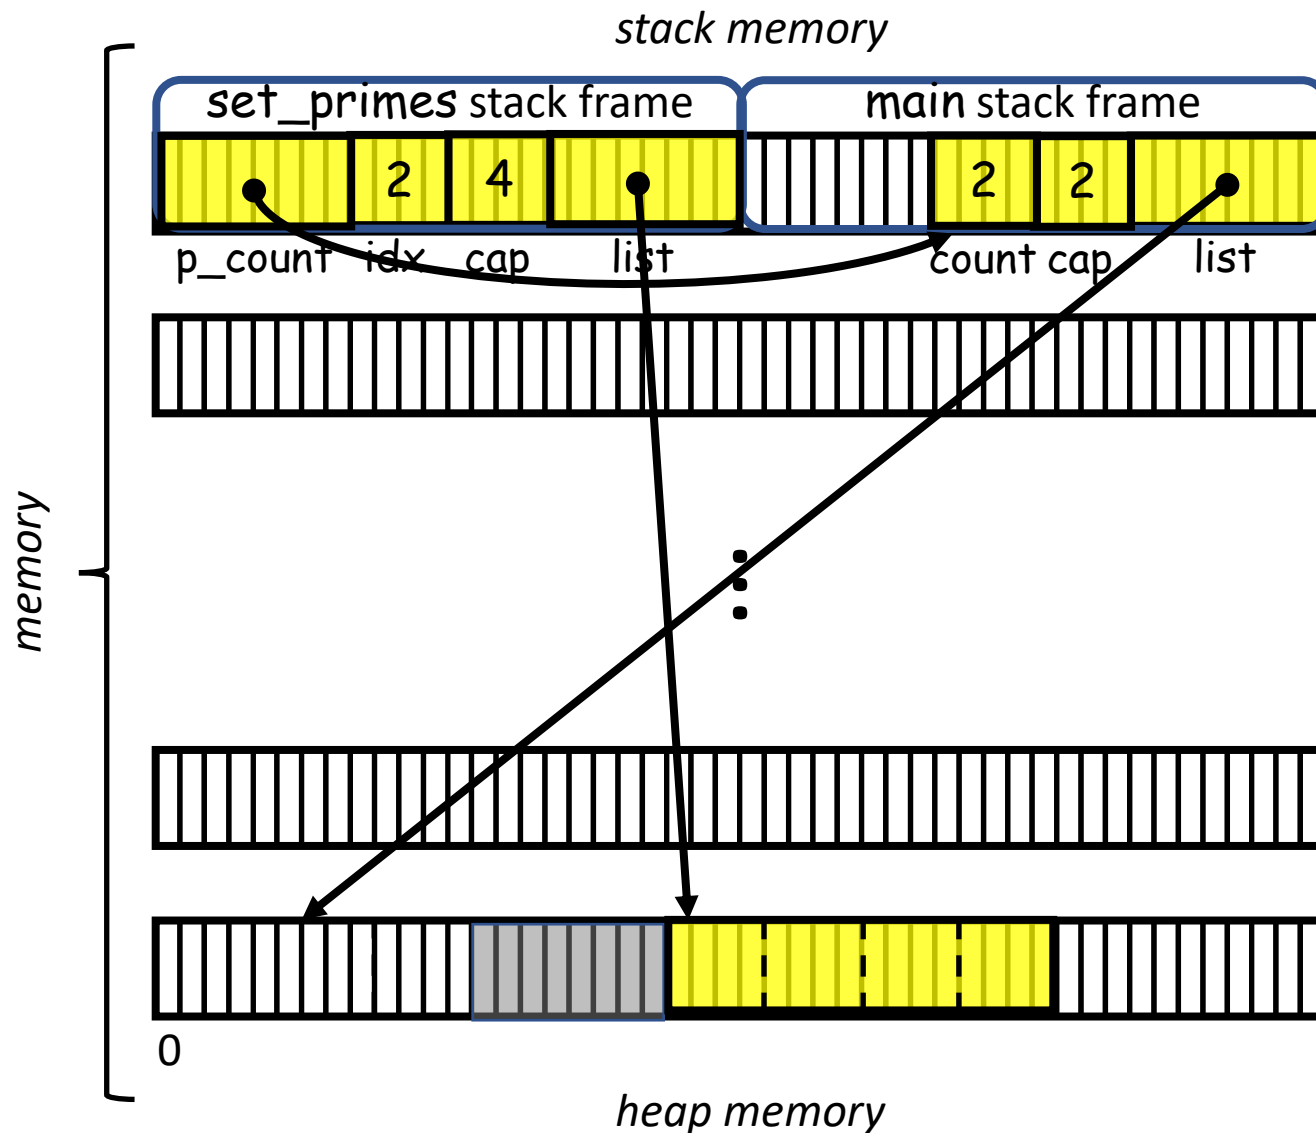 stack memory
set_primes stack frame main stack frame
2 4 2 2
p_count idx cap list count cap list
memory
0
heap memory